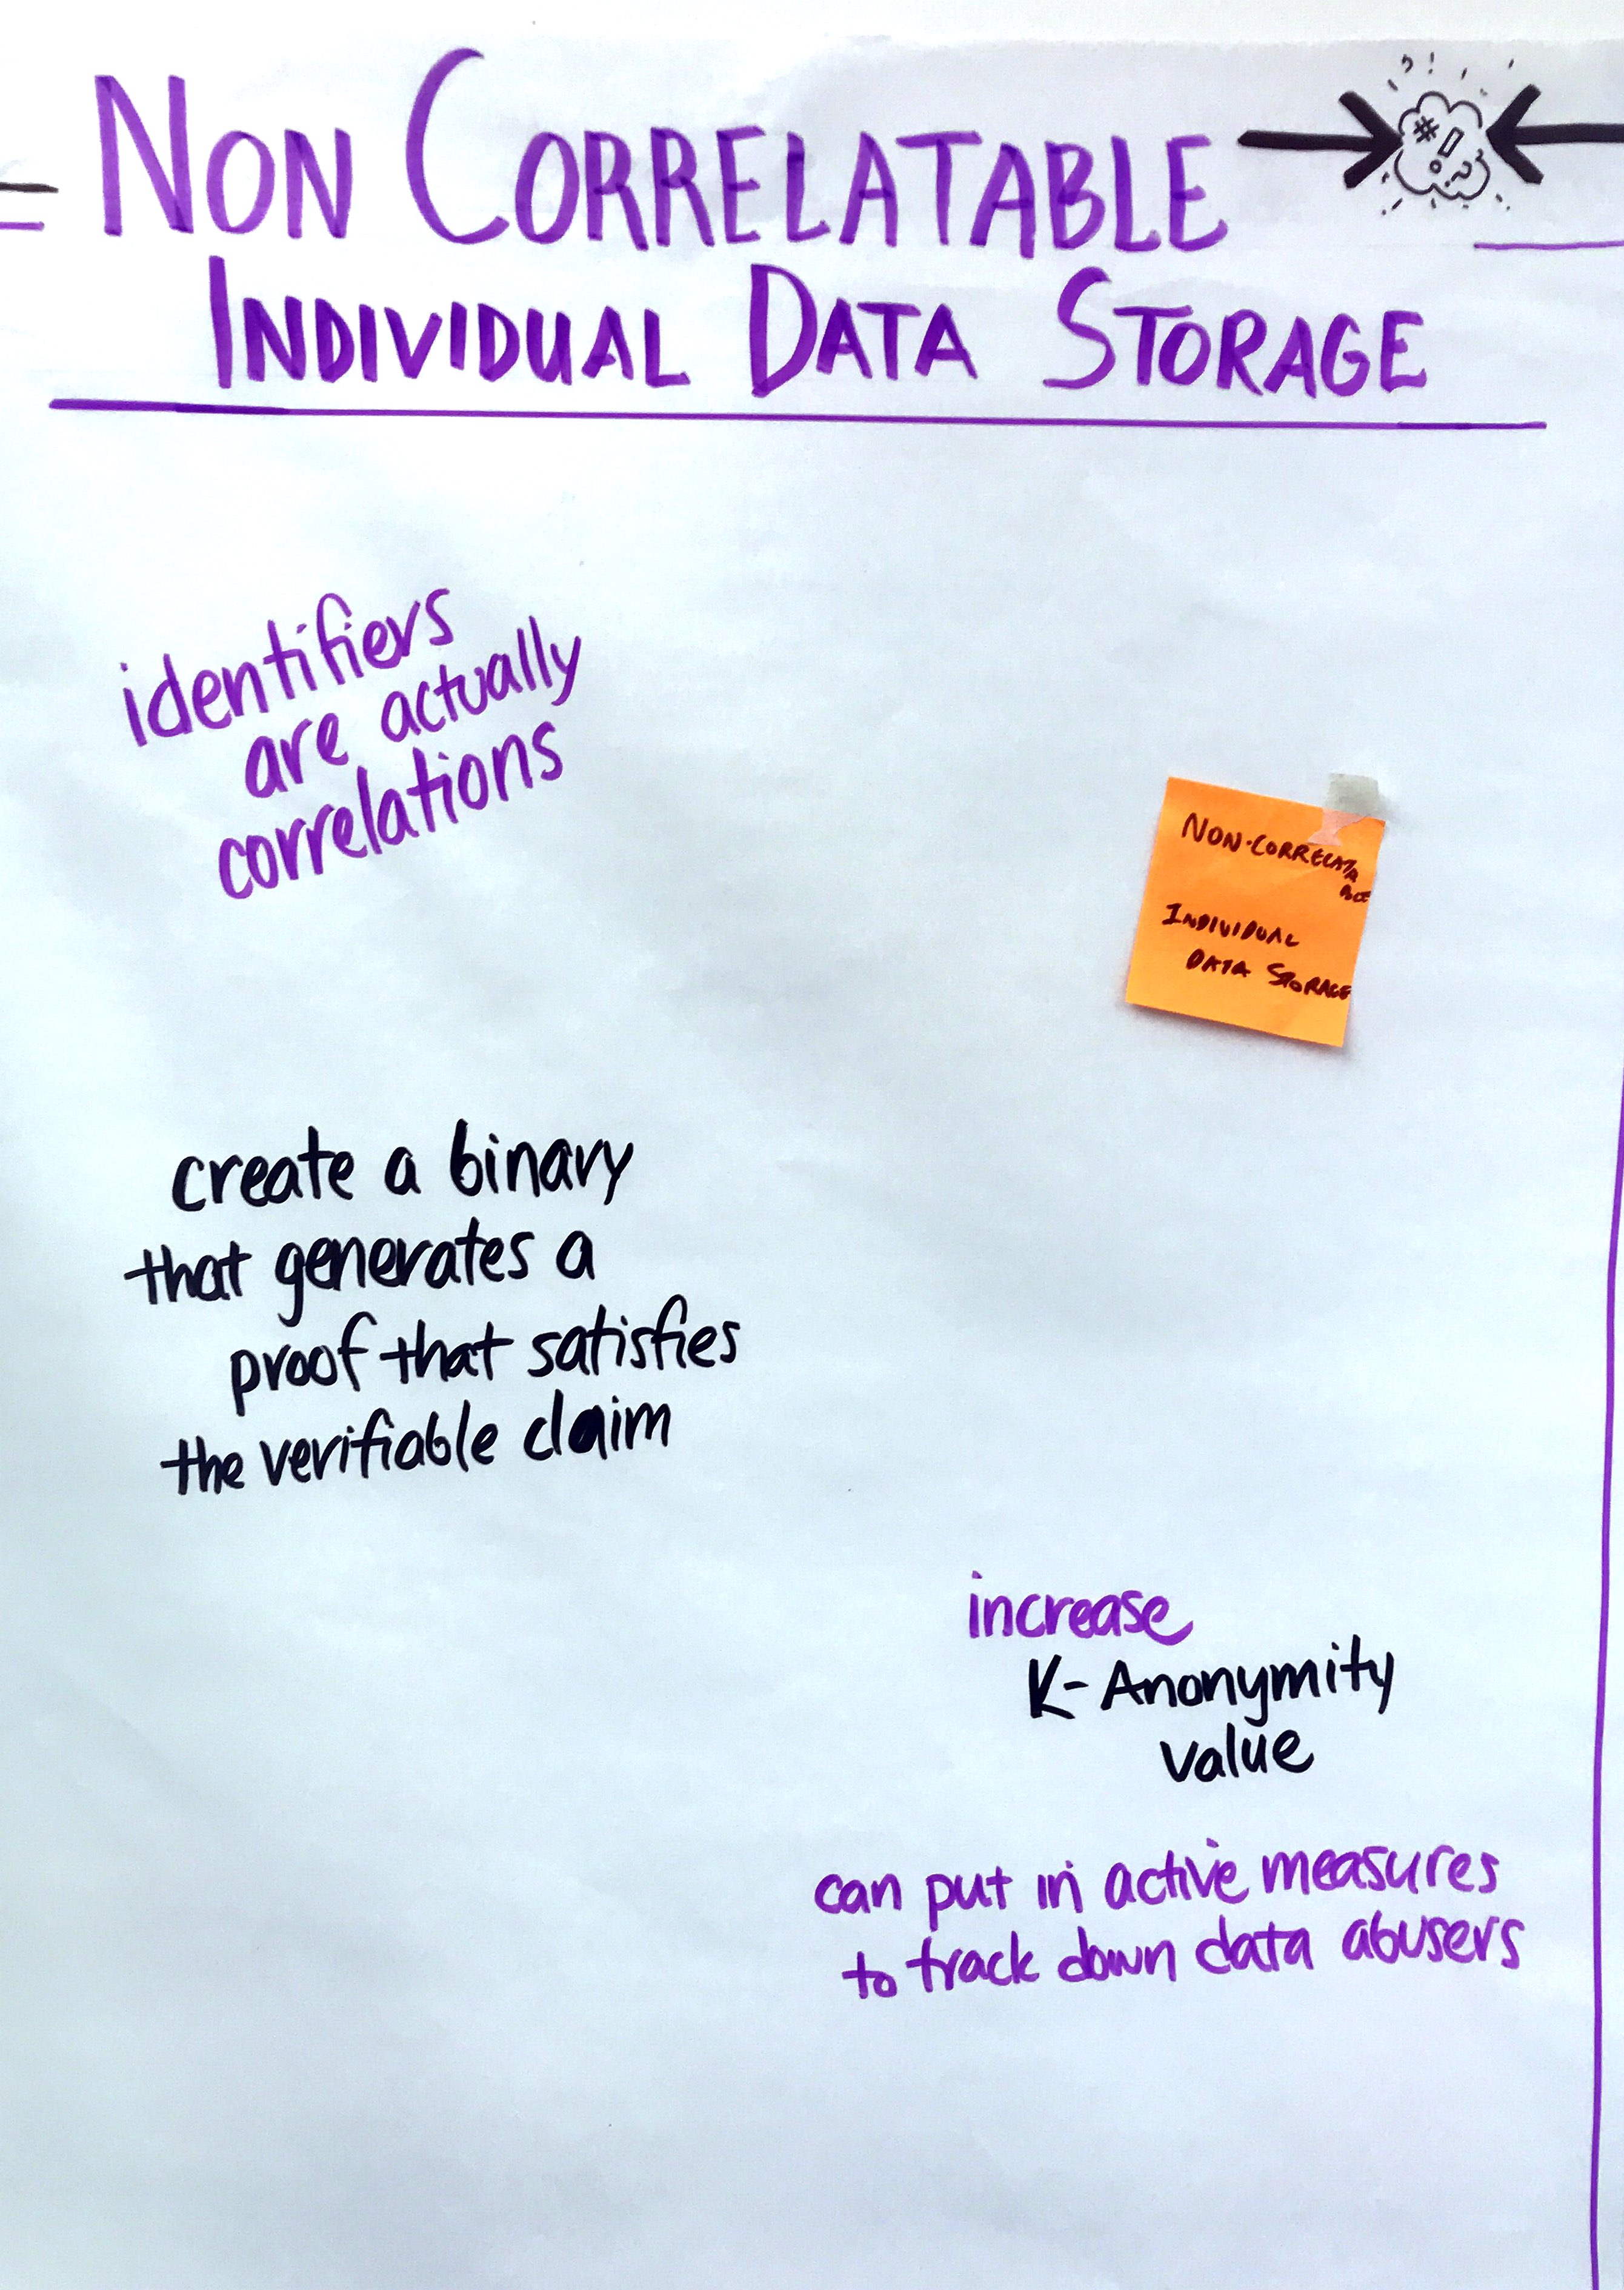 NON CORRELATABLE
INDIVIDUAL DATA STORAGE
identifiers
are actually
correlations
NON-CORRELATA
BLE
INDIVIDUAL
DATA STORAGE
create a binary
that generates a
proof that satisfies
the verifiable claim
increase
K-Anonymity
value
can put in active measures
to track down data abusers